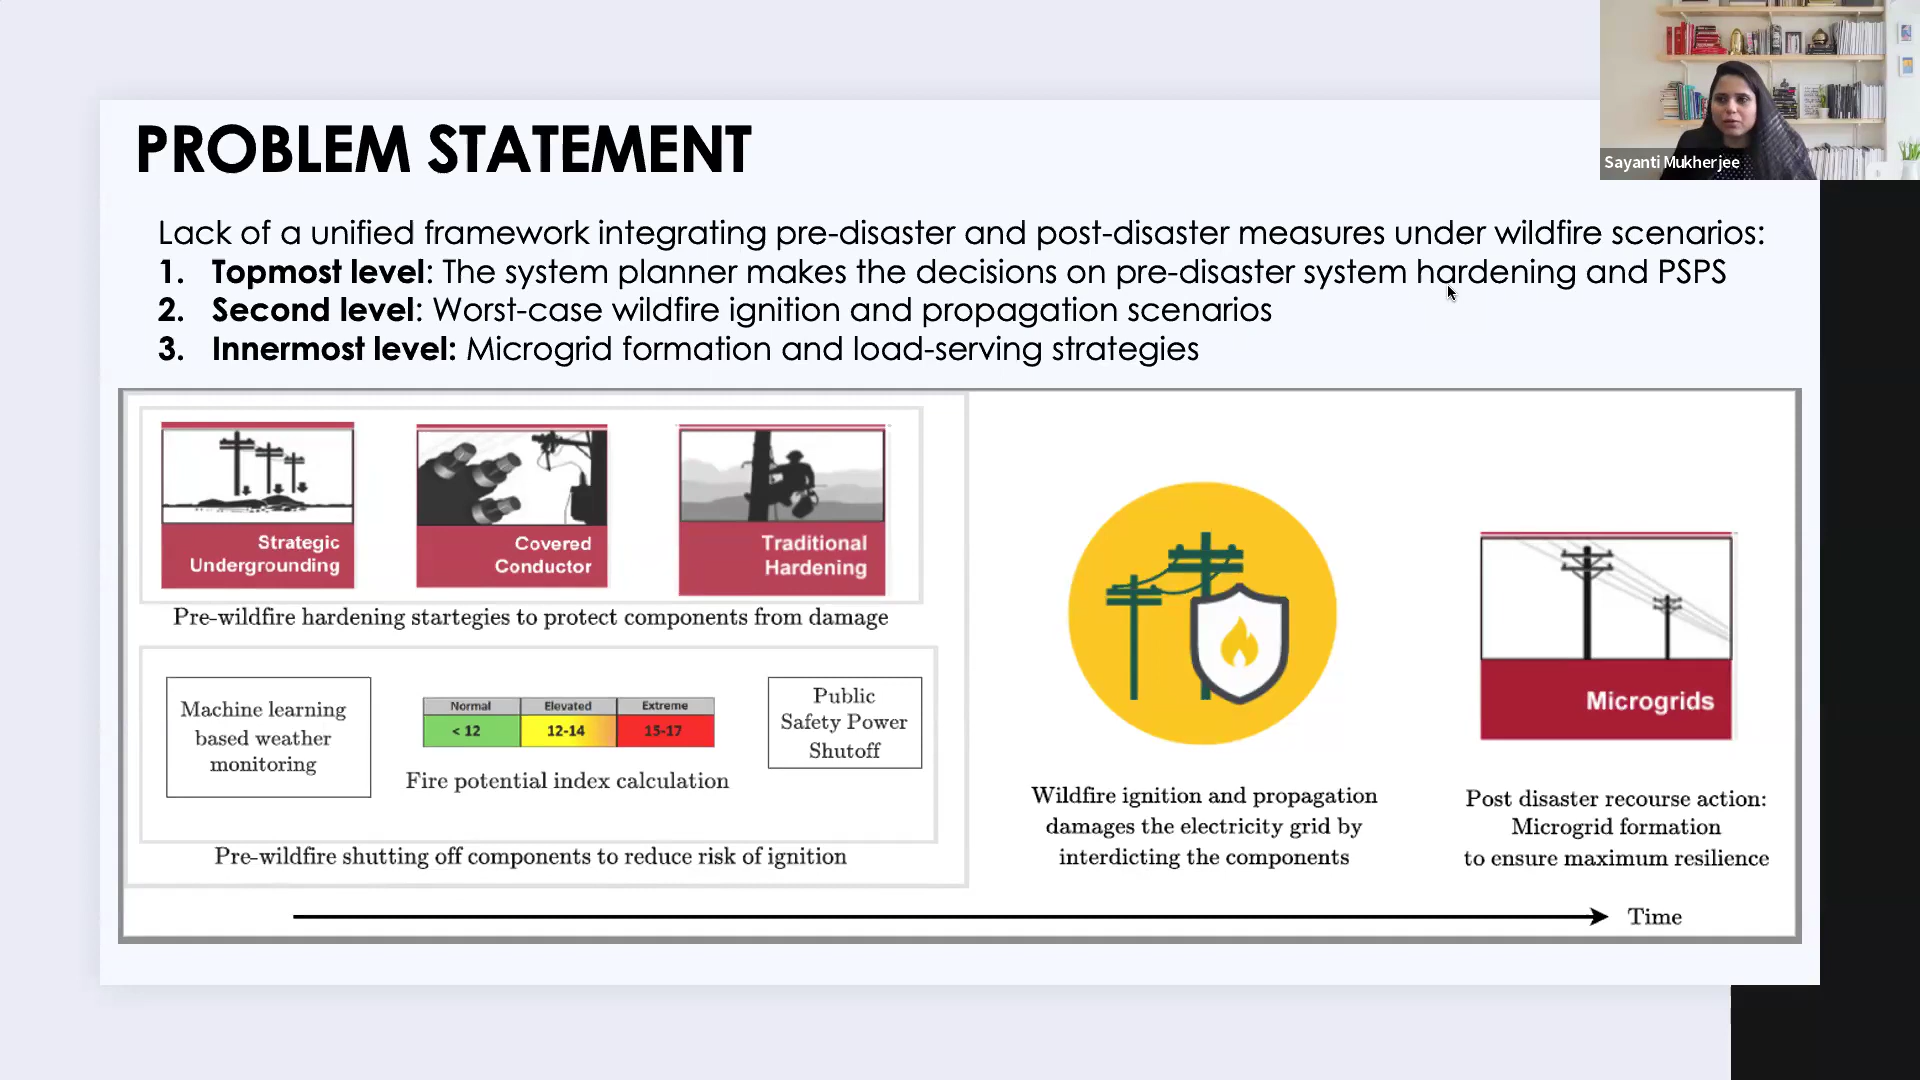 PROBLEM STATEMENT
Sayanti Mukherjee
Lack of a unified framework integrating pre-disaster and post-disaster measures under wildfire scenarios:
1. Topmost level: The system planner makes the decisions on pre-disaster system hardening and PSPS
2. Second level: Worst-case wildfire ignition and propagation scenarios
3. Innermost level: Microgrid formation and load-serving strategies
Strategic
Undergrounding
Covered
Conductor
Traditional
Hardening
Pre-wildfire hardening startegies to protect components from damage
Machine learning
based weather
monitoring
Normal Elevated Extreme
< 12 12-14 15-17
Fire potential index calculation
Public
Safety Power
Shutoff
Pre-wildfire shutting off components to reduce risk of ignition
Wildfire ignition and propagation
damages the electricity grid by
interdicting the components
Microgrids
Post disaster recourse action:
Microgrid formation
to ensure maximum resilience
Time